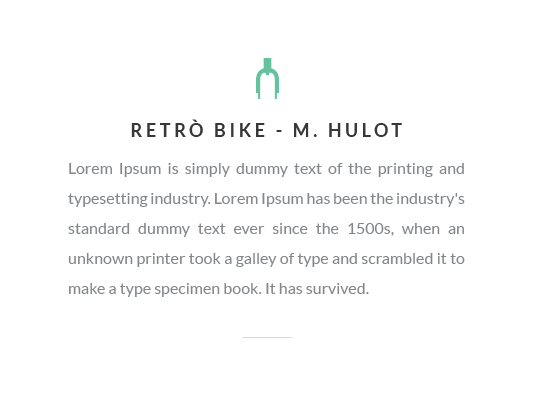 RETRÒ BIKE - M. HULOT
Lorem Ipsum is simply dummy text of the printing and
typesetting industry. Lorem Ipsum has been the industry's
standard dummy text ever since the 1500s, when an
unknown printer took a galley of type and scrambled it to
make a type specimen book. It has survived.